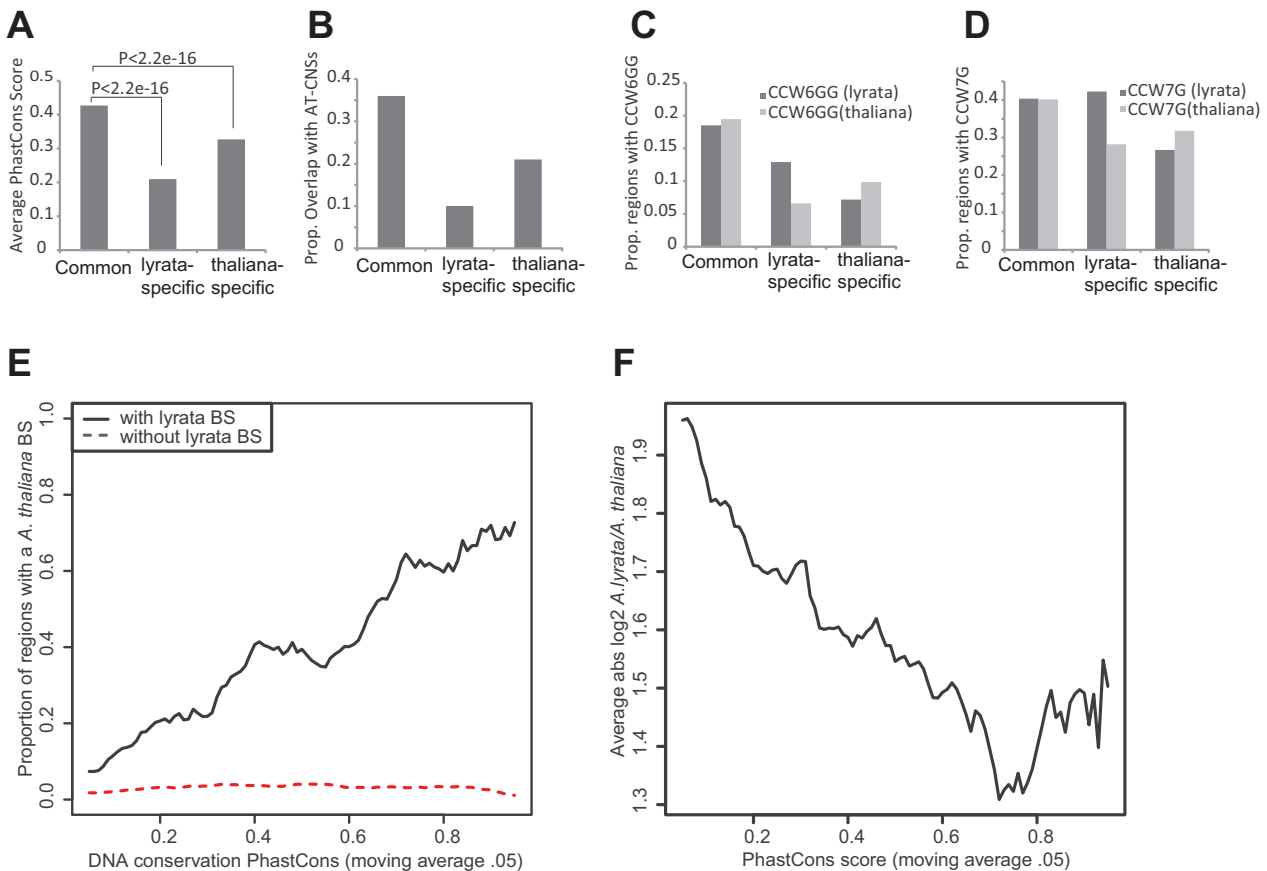 A
B
C
D
P<2.2e-16
P<2.2e-16
Average PhastCons Score
0.5
0.4
0.3
0.2
0.1
0
Common
lyrata-
specific
thaliana-
specific
Prop. Overlap with AT-CNSs
0.4
0.3
0.2
0.1
0
Common
lyrata-
specific
thaliana-
specific
Prop. regions with CCW6GG
0.25
0.2
0.15
0.1
0.05
0
CCW6GG (lyrata)
CCW6GG(thaliana)
Common
lyrata-
specific
thaliana-
specific
Prop. regions with CCW7G
0.4
0.3
0.2
0.1
0
CCW7G (lyrata)
CCW7G(thaliana)
Common
lyrata-
specific
thaliana-
specific
E
with lyrata BS
without lyrata BS
Proportion of regions with a A. thaliana BS
1.0
0.8
0.6
0.4
0.2
0.0
0.2 0.4 0.6 0.8
DNA conservation PhastCons (moving average .05)
F
Average abs log2 A.lyrata/A. thaliana
1.9
1.8
1.7
1.6
1.5
1.4
1.3
0.2 0.4 0.6 0.8
PhastCons score (moving average .05)